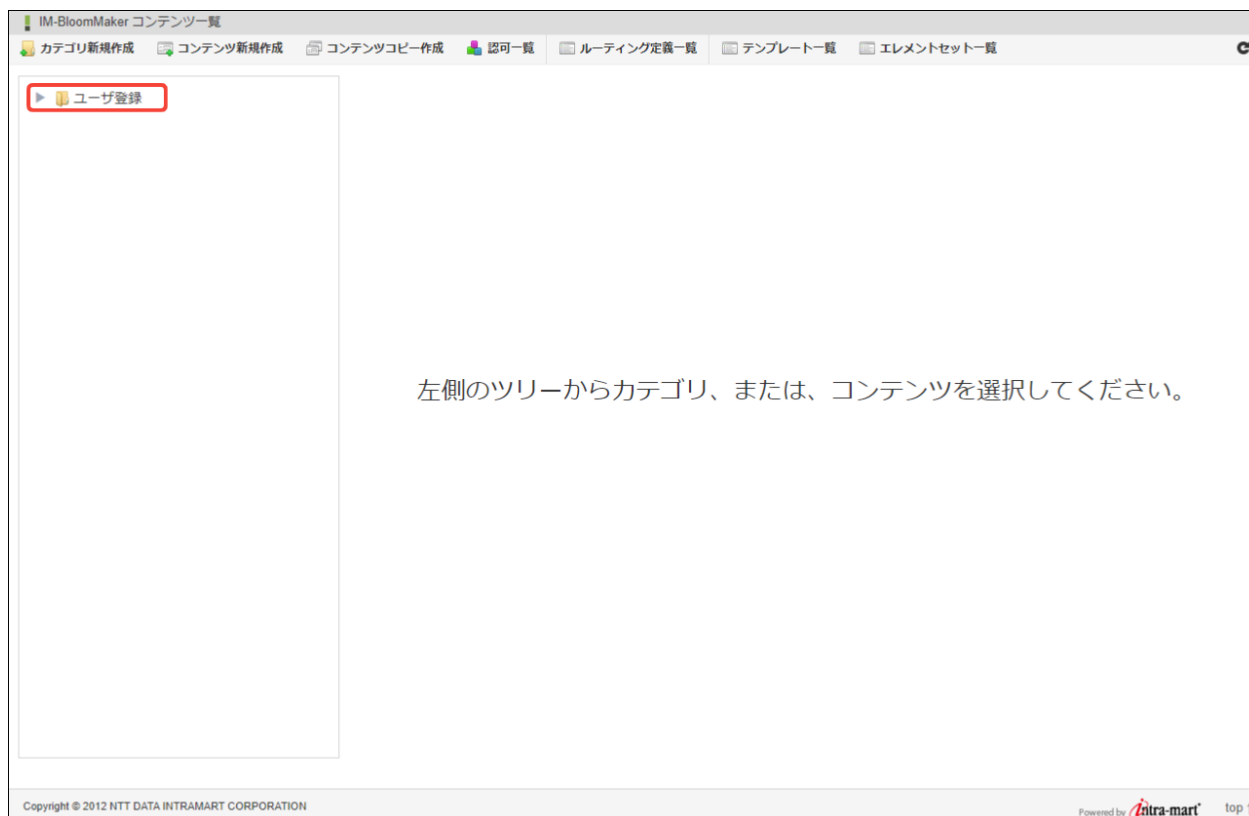 IM-BloomMaker コンテンツ一覧
カテゴリ新規作成 コンテンツ新規作成 コンテンツコピー作成 認可一覧 ルーティング定義一覧 テンプレート一覧 エレメントセット一覧
ユーザ登録
左側のツリーからカテゴリ、または、コンテンツを選択してください。
Copyright © 2012 NTT DATA INTRAMART CORPORATION
Powered by intra-mart
top